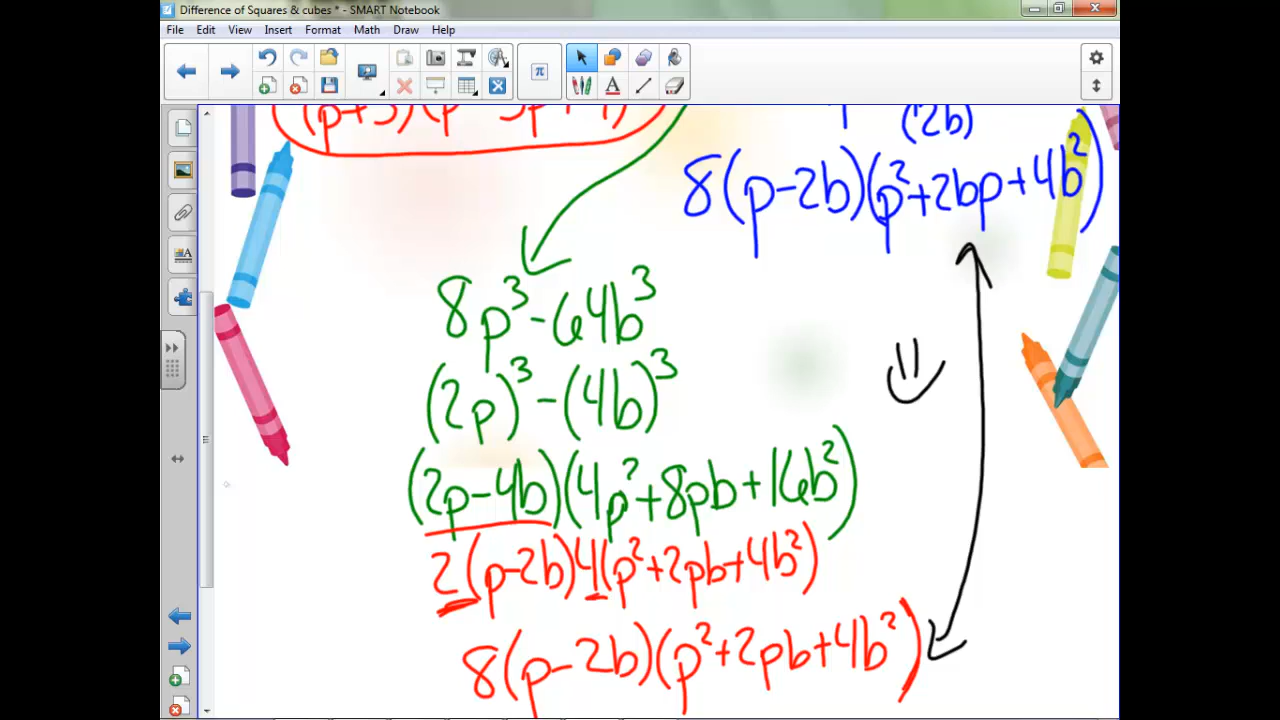 Difference of Squares & cubes * - SMART Notebook
File Edit View Insert Format Math Draw Help
π
A
(2b)
8(p-2b)(p²+2bp+4b²)
8p³-64b³
(2p)³-(4b)³
(2p-4b)(4p²+8pb+16b²)
2(p-2b)4(p²+2pb+4b²)
8(p-2b)(p²+2pb+4b²)